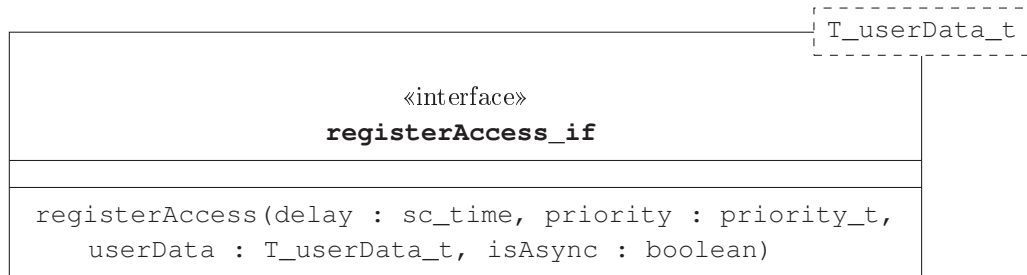 T_userData_t
«interface»
registerAccess_if
registerAccess(delay : sc_time, priority : priority_t,
userData : T_userData_t, isAsync : boolean)